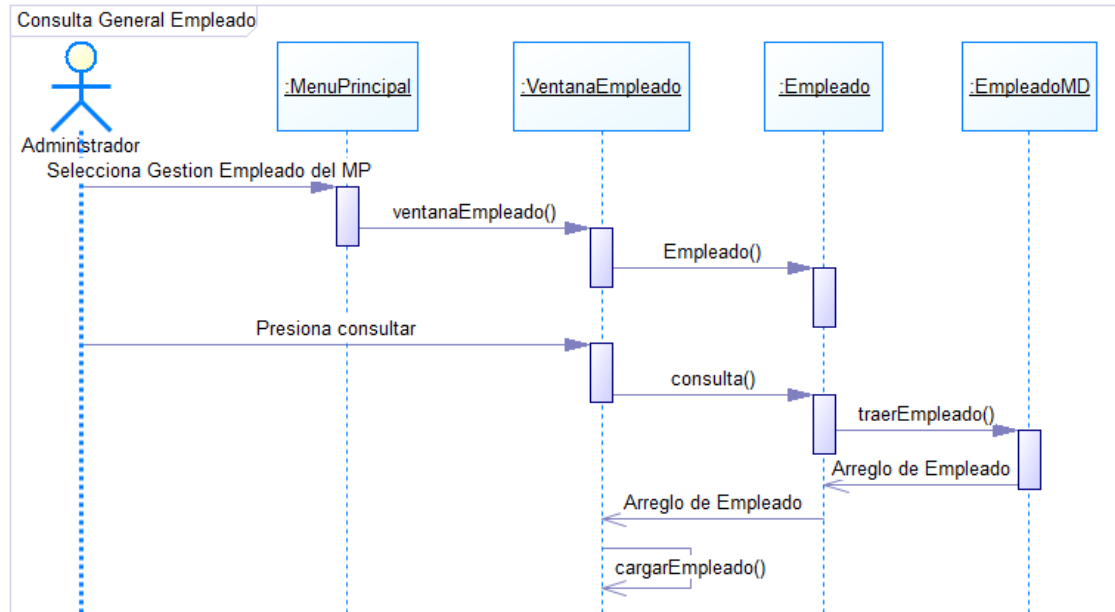 Consulta General Empleado
:MenuPrincipal
:VentanaEmpleado
:Empleado
:EmpleadoMD
Administrador
Selecciona Gestion Empleado del MP
ventanaEmpleado()
Empleado()
Presiona consultar
consulta()
traerEmpleado()
Arreglo de Empleado
Arreglo de Empleado
cargarEmpleado()